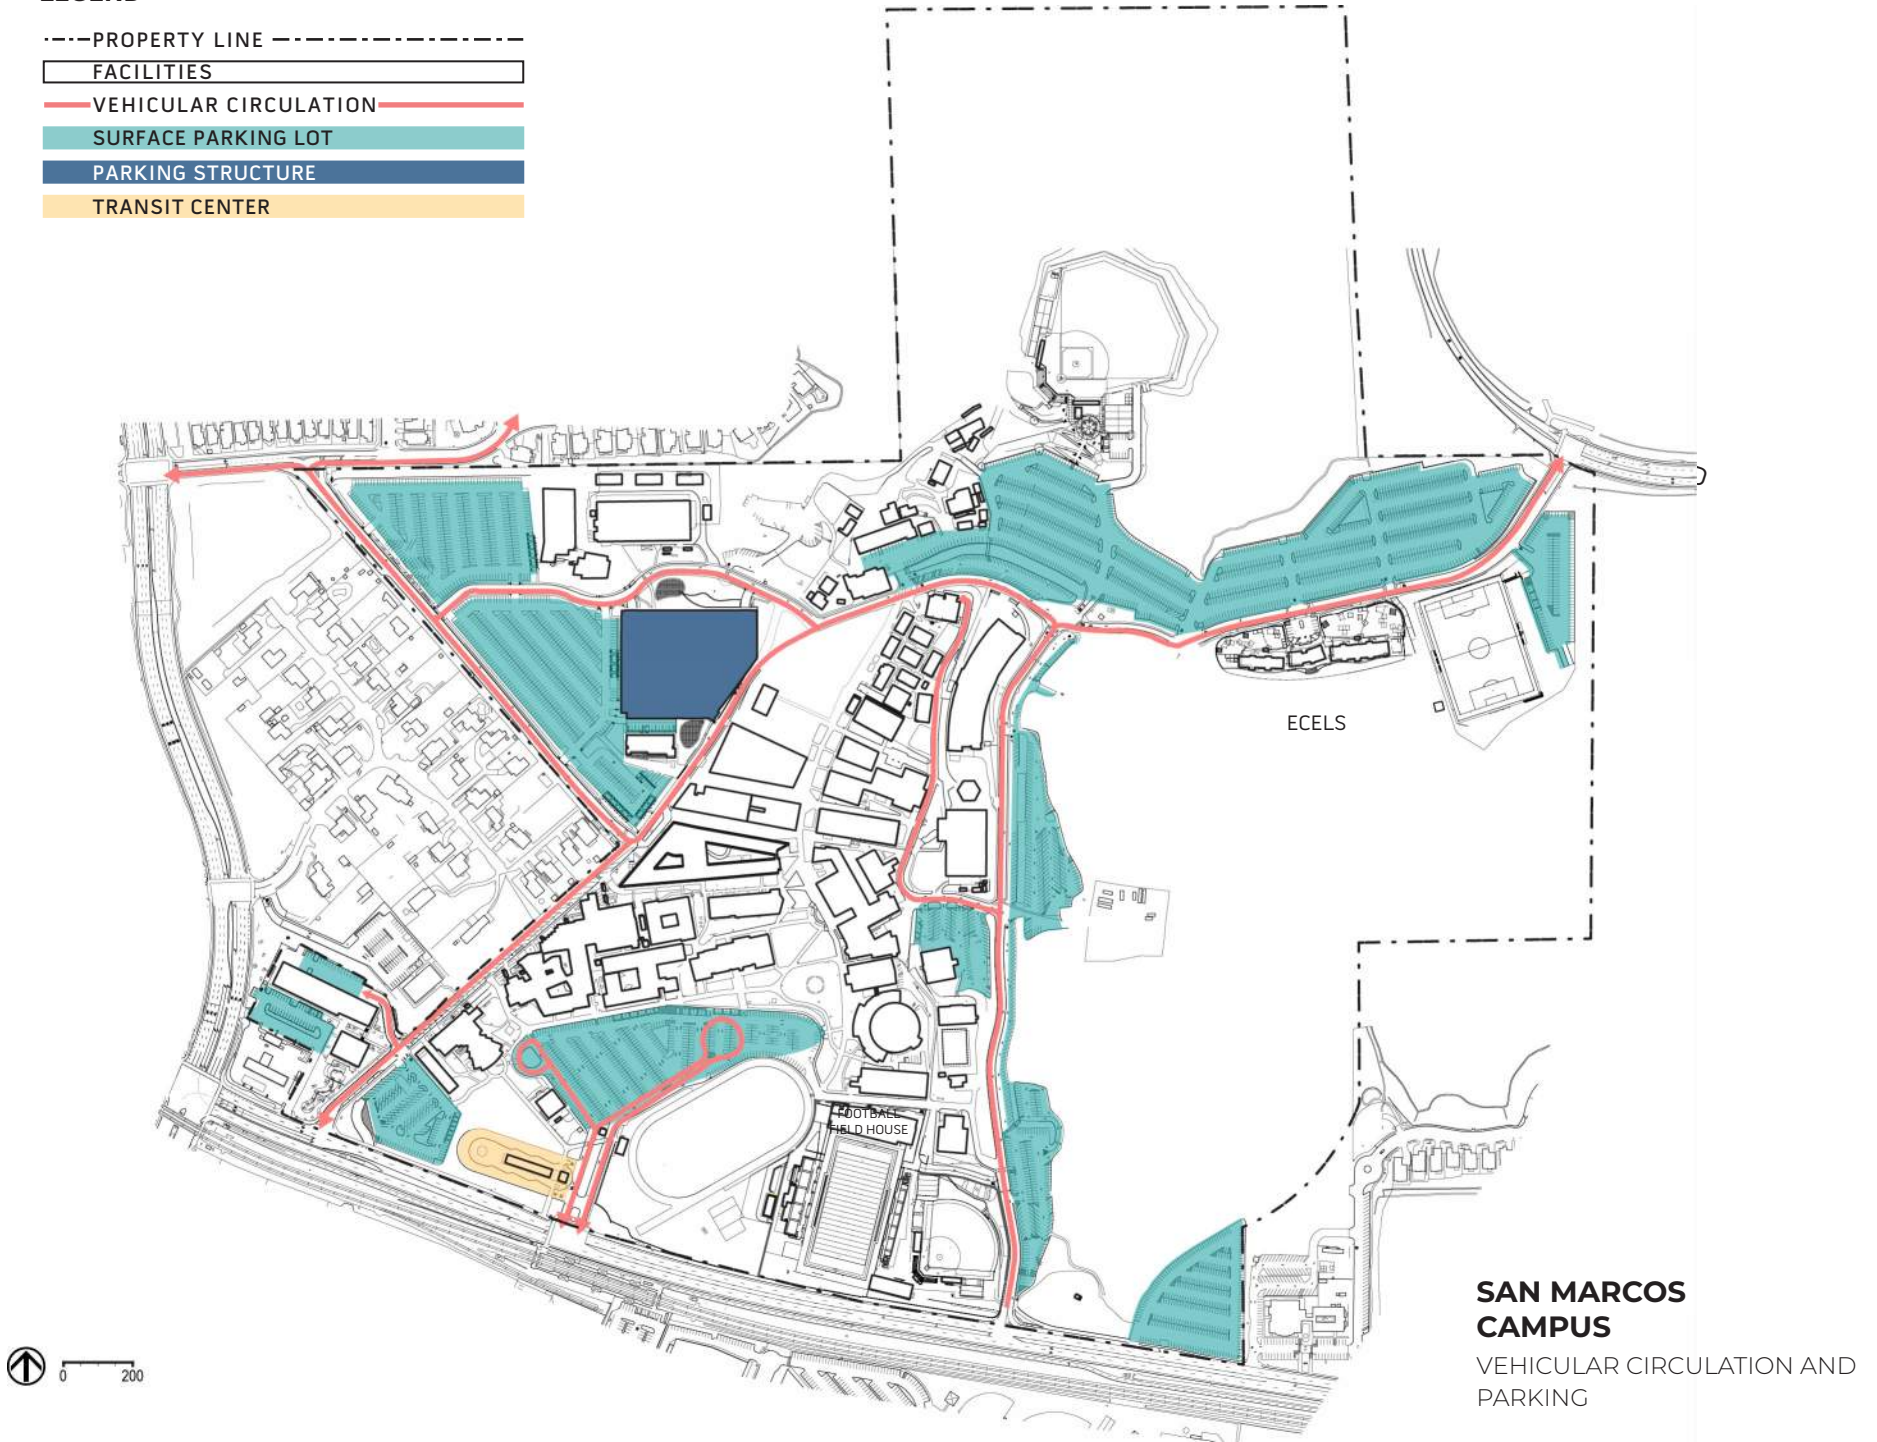 LEGEND
PROPERTY LINE
FACILITIES
VEHICULAR CIRCULATION
SURFACE PARKING LOT
PARKING STRUCTURE
TRANSIT CENTER
ECELS
FOOTBALL
FIELD HOUSE
0 200
SAN MARCOS
CAMPUS
VEHICULAR CIRCULATION AND
PARKING